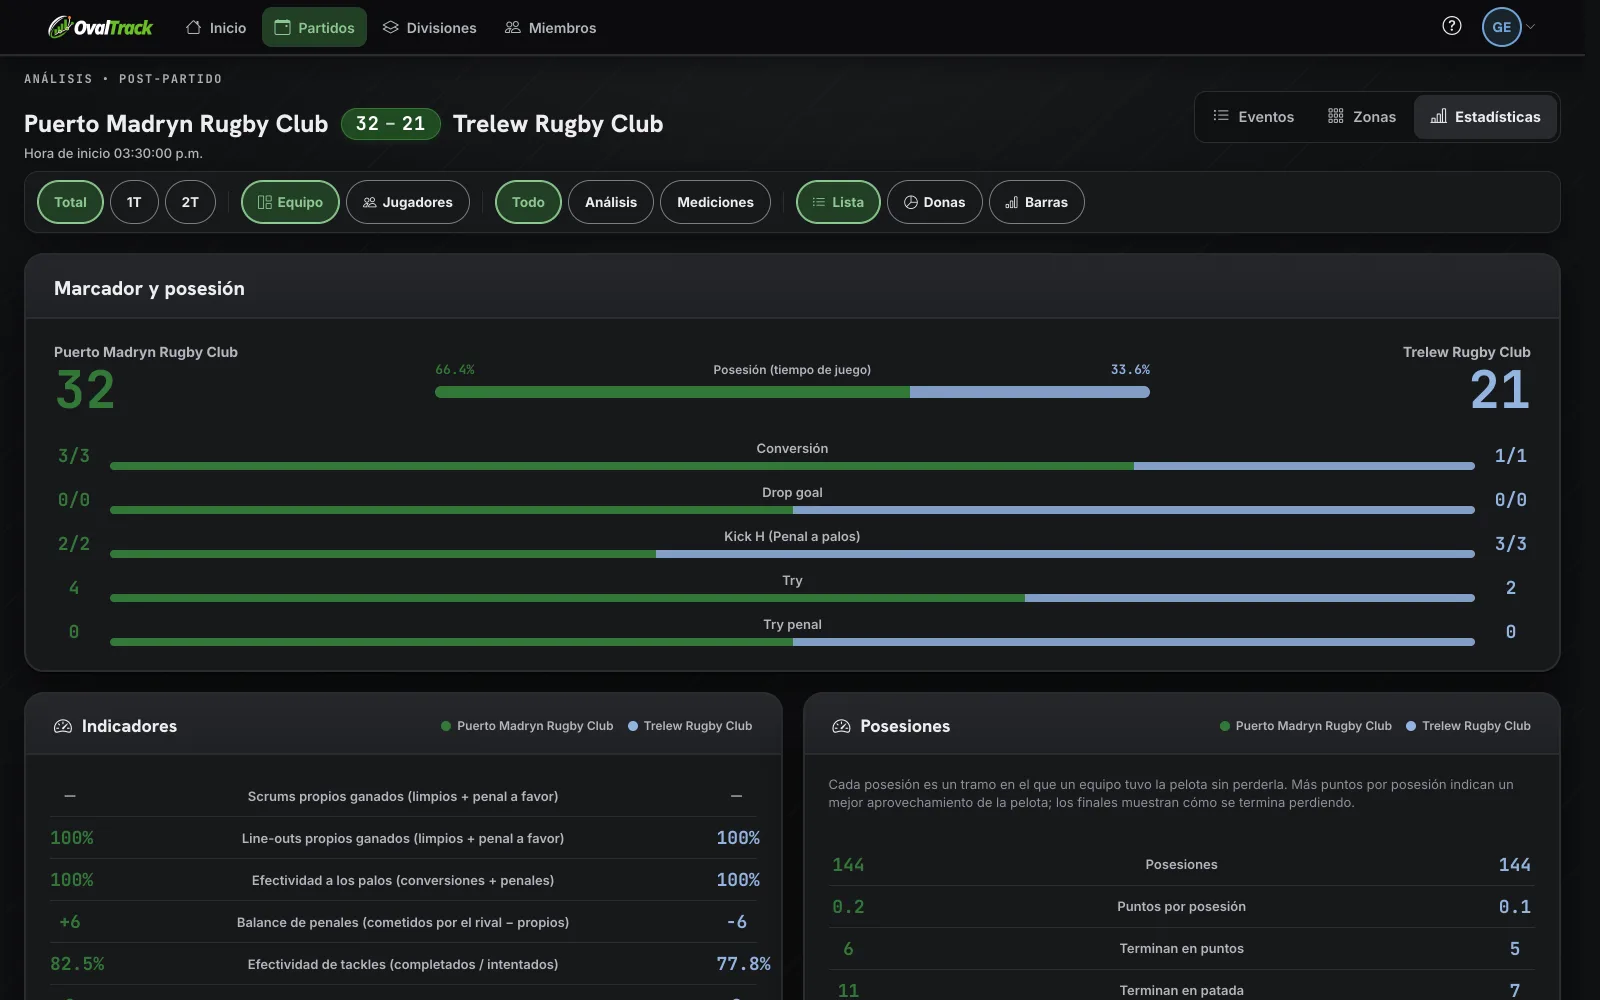 OvalTrack
Inicio
Partidos
Divisiones
Miembros
GE
ANÁLISIS • POST-PARTIDO
Puerto Madryn Rugby Club 32 – 21 Trelew Rugby Club
Hora de inicio 03:30:00 p.m.
Eventos
Zonas
Estadísticas
Total
1T
2T
Equipo
Jugadores
Todo
Análisis
Mediciones
Lista
Donas
Barras
Marcador y posesión
Puerto Madryn Rugby Club
32
66.4% Posesión (tiempo de juego) 33.6%
Trelew Rugby Club
21
3/3 Conversión 1/1
0/0 Drop goal 0/0
2/2 Kick H (Penal a palos) 3/3
4 Try 2
0 Try penal 0
Indicadores
Puerto Madryn Rugby Club Trelew Rugby Club
— Scrums propios ganados (limpios + penal a favor) —
100% Line-outs propios ganados (limpios + penal a favor) 100%
100% Efectividad a los palos (conversiones + penales) 100%
+6 Balance de penales (cometidos por el rival – propios) -6
82.5% Efectividad de tackles (completados / intentados) 77.8%
Posesiones
Puerto Madryn Rugby Club Trelew Rugby Club
Cada posesión es un tramo en el que un equipo tuvo la pelota sin perderla. Más puntos por posesión indican un
mejor aprovechamiento de la pelota; los finales muestran cómo se termina perdiendo.
144 Posesiones 144
0.2 Puntos por posesión 0.1
6 Terminan en puntos 5
11 Terminan en patada 7